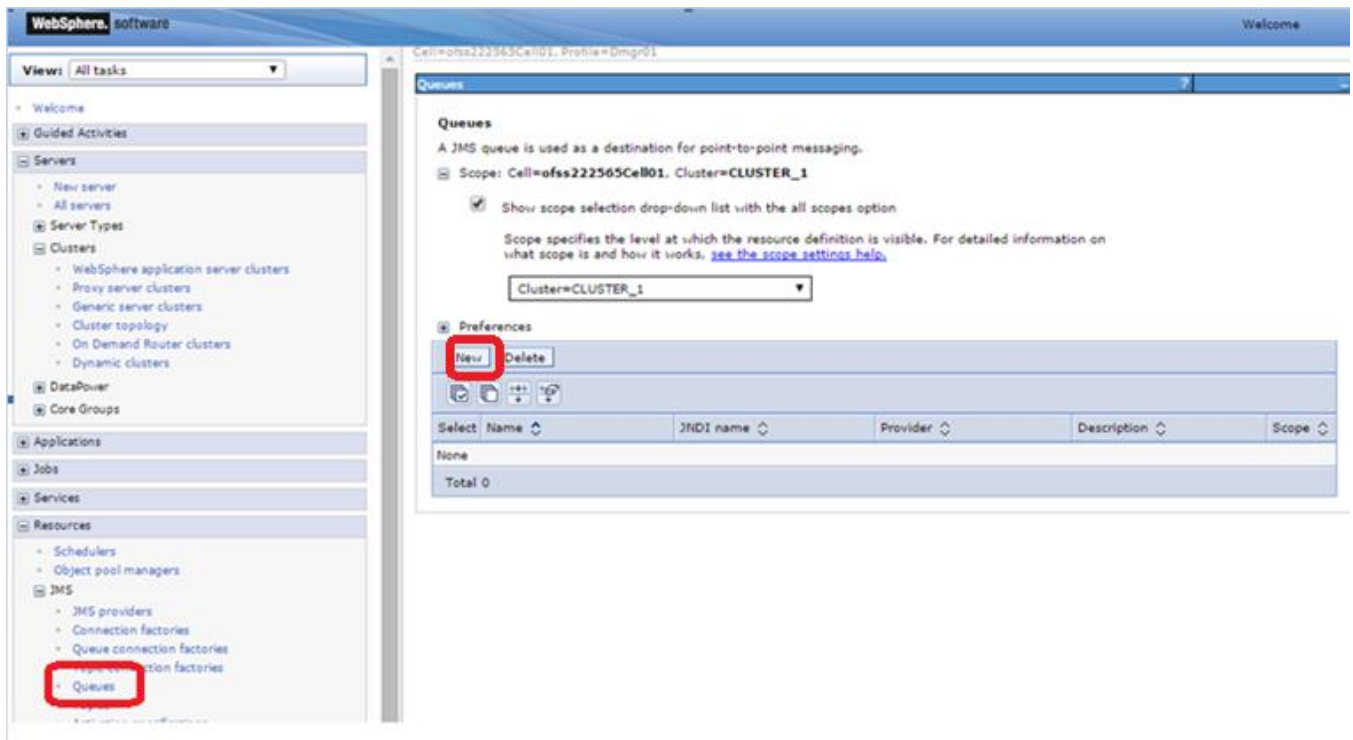 WebSphere. software
Welcome
View: All tasks
Welcome
Guided Activities
Servers
New server
All servers
Server Types
Clusters
WebSphere application server clusters
Proxy server clusters
Generic server clusters
Cluster topology
On Demand Router clusters
Dynamic clusters
DataPower
Core Groups
Applications
Jobs
Services
Resources
Schedulers
Object pool managers
JMS
JMS providers
Connection factories
Queue connection factories
Topic connection factories
Queues
Cell=ofss222565Cell01, Profile=Dmgr01
Queues
?
Queues
A JMS queue is used as a destination for point-to-point messaging.
Scope: Cell=ofss222565Cell01, Cluster=CLUSTER_1
Show scope selection drop-down list with the all scopes option
Scope specifies the level at which the resource definition is visible. For detailed information on
what scope is and how it works, see the scope settings help.
Cluster=CLUSTER_1
Preferences
New Delete
Select Name JNDI name Provider Description Scope
None
Total 0